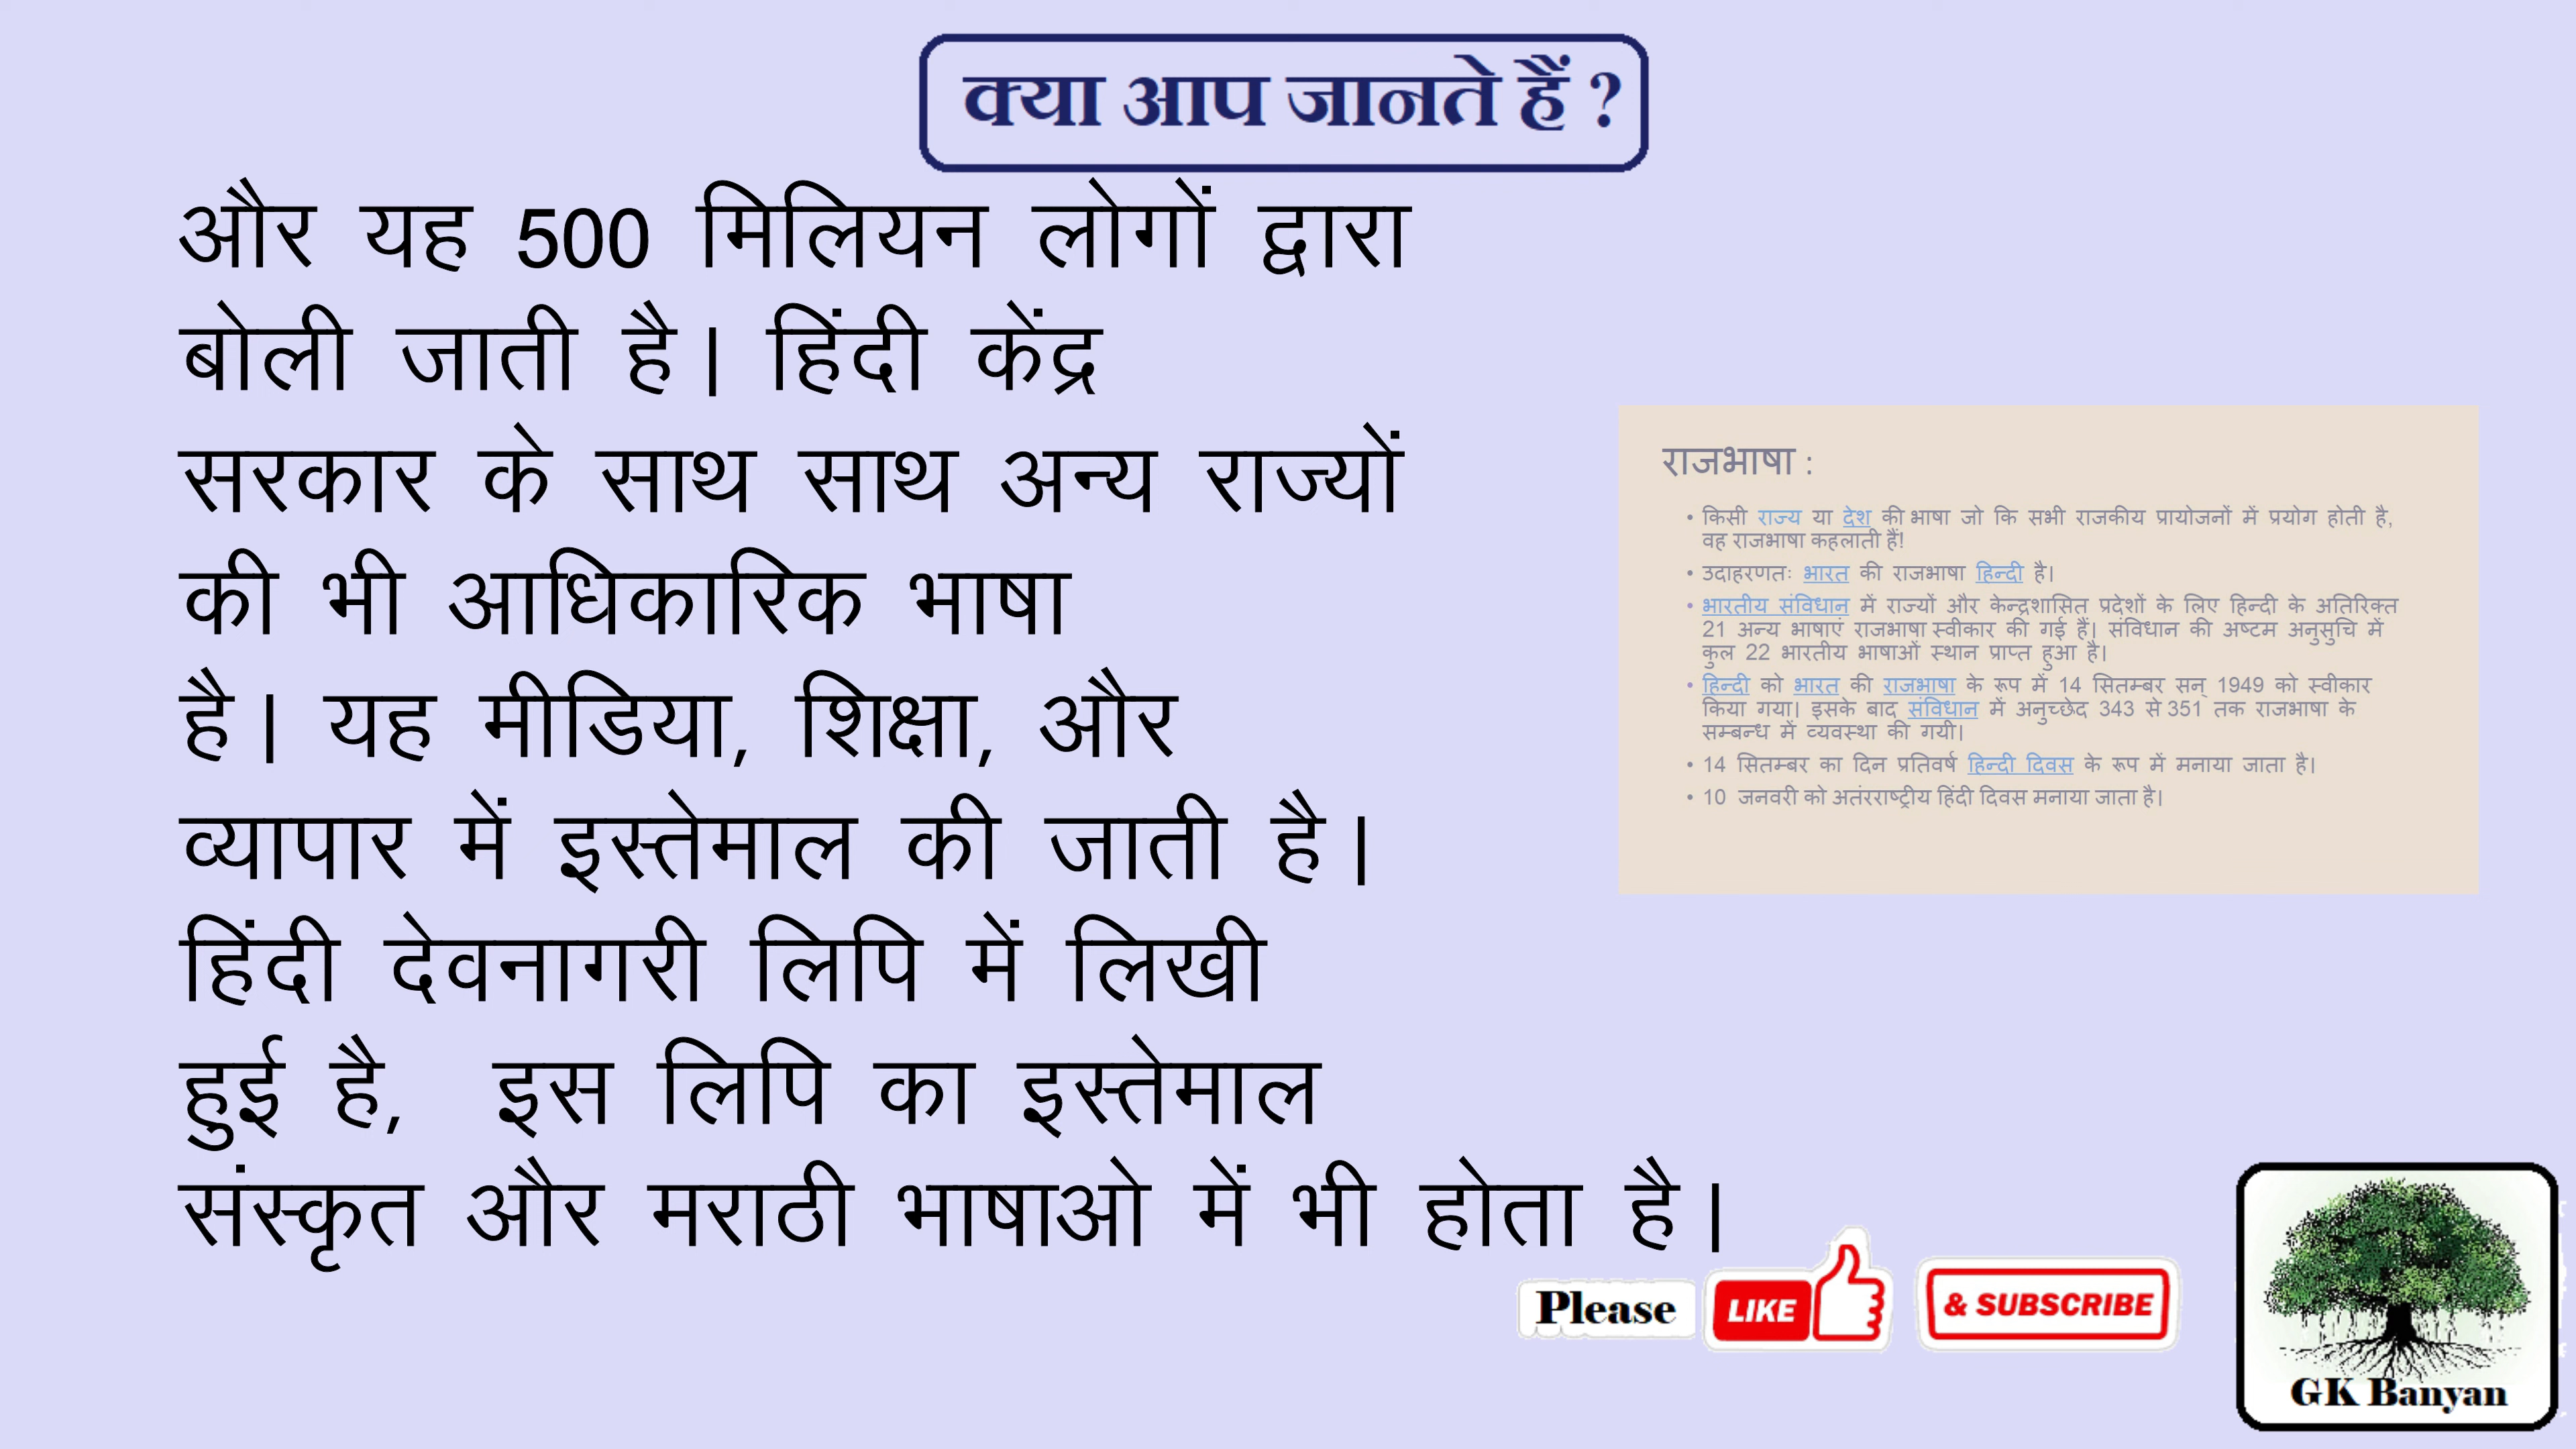 क्या आप जानते हैं ?
और यह 500 मिलियन लोगों द्वारा
बोली जाती है| हिंदी केंद्र
सरकार के साथ साथ अन्य राज्यों
की भी आधिकारिक भाषा
है| यह मीडिया, शिक्षा, और
व्यापार में इस्तेमाल की जाती है|
हिंदी देवनागरी लिपि में लिखी
हुई है, इस लिपि का इस्तेमाल
संस्कृत और मराठी भाषाओ में भी होता है|
राजभाषा :
• किसी राज्य या देश की भाषा जो कि सभी राजकीय प्रायोजनों में प्रयोग होती है,
वह राजभाषा कहलाती हैं!
• उदाहरणतः भारत की राजभाषा हिन्दी है।
• भारतीय संविधान में राज्यों और केन्द्रशासित प्रदेशों के लिए हिन्दी के अतिरिक्त
21 अन्य भाषाएं राजभाषा स्वीकार की गई हैं। संविधान की अष्टम अनुसुचि में
कुल 22 भारतीय भाषाओं स्थान प्राप्त हुआ है।
• हिन्दी को भारत की राजभाषा के रूप में 14 सितम्बर सन् 1949 को स्वीकार
किया गया। इसके बाद संविधान में अनुच्छेद 343 से 351 तक राजभाषा के
सम्बन्ध में व्यवस्था की गयी।
• 14 सितम्बर का दिन प्रतिवर्ष हिन्दी दिवस के रूप में मनाया जाता है।
• 10 जनवरी को अतंरराष्ट्रीय हिंदी दिवस मनाया जाता है।
Please LIKE & SUBSCRIBE
GK Banyan